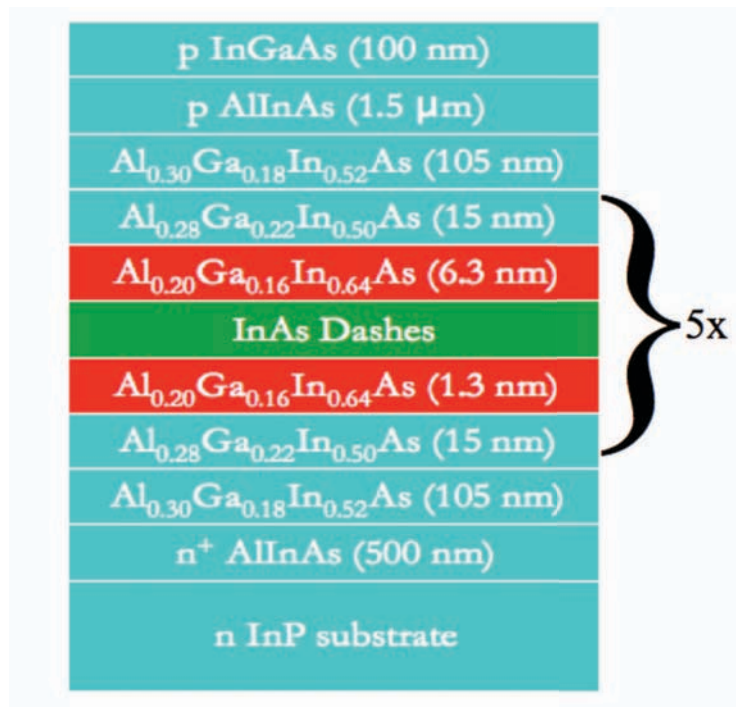 p InGaAs (100 nm)
p AlInAs (1.5 μm)
Al₀.₃₀Ga₀.₁₈In₀.₅₂As (105 nm)
Al₀.₂₈Ga₀.₂₂In₀.₅₀As (15 nm)
Al₀.₂₀Ga₀.₁₆In₀.₆₄As (6.3 nm)
InAs Dashes
5x
Al₀.₂₀Ga₀.₁₆In₀.₆₄As (1.3 nm)
Al₀.₂₈Ga₀.₂₂In₀.₅₀As (15 nm)
Al₀.₃₀Ga₀.₁₈In₀.₅₂As (105 nm)
n⁺ AlInAs (500 nm)
n InP substrate